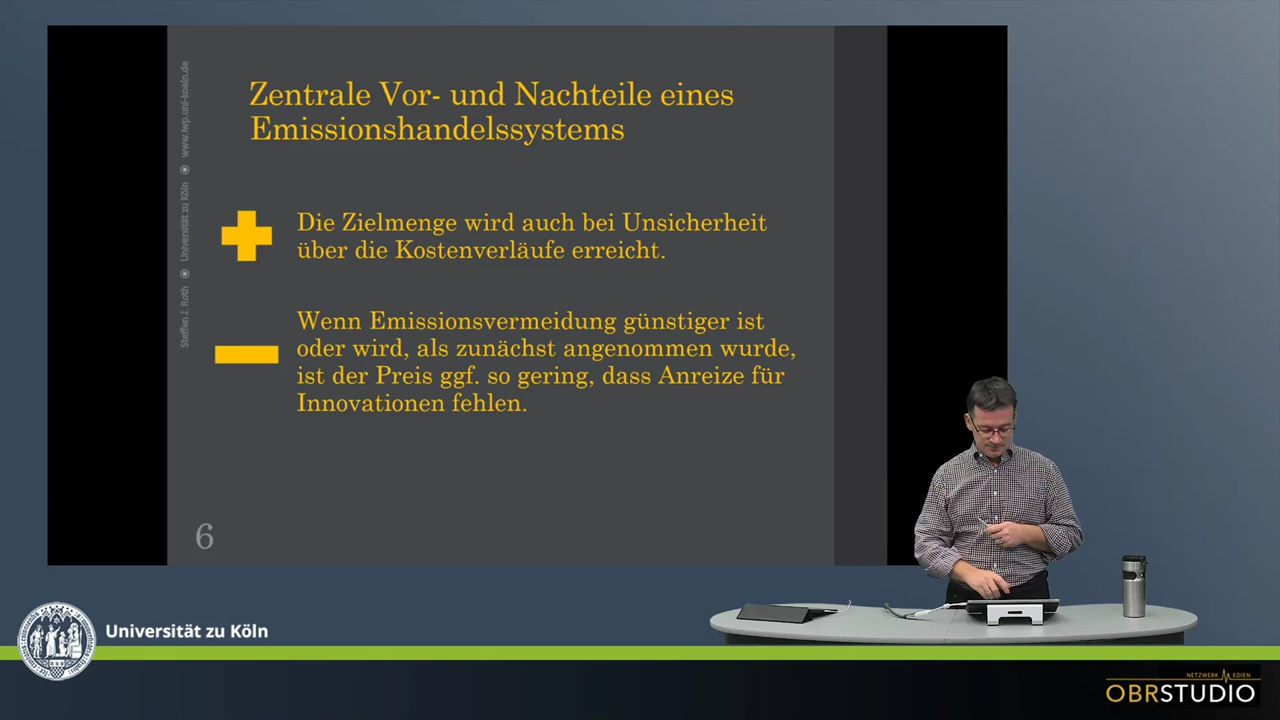 Zentrale Vor- und Nachteile eines
Emissionshandelssystems
Die Zielmenge wird auch bei Unsicherheit
über die Kostenverläufe erreicht.
Wenn Emissionsvermeidung günstiger ist
oder wird, als zunächst angenommen wurde,
ist der Preis ggf. so gering, dass Anreize für
Innovationen fehlen.
6
Steffen J. Roth ⦿ Universität zu Köln ⦿ www.iwp.uni-koeln.de
Universität zu Köln
NETZWERK MEDIEN
OBRSTUDIO